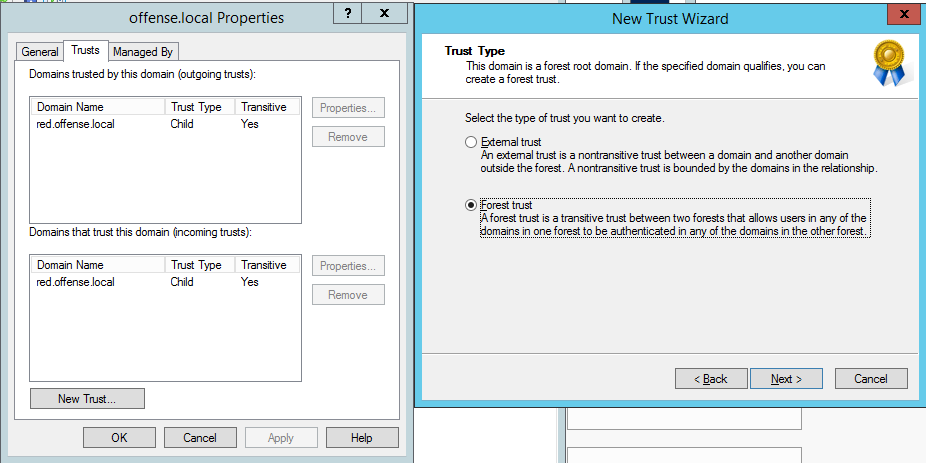 offense.local Properties
? x
General Trusts Managed By
Domains trusted by this domain (outgoing trusts):
Domain Name Trust Type Transitive
red.offense.local Child Yes
Properties...
Remove
Domains that trust this domain (incoming trusts):
Domain Name Trust Type Transitive
red.offense.local Child Yes
Properties...
Remove
New Trust...
OK Cancel Apply Help
New Trust Wizard
x
Trust Type
This domain is a forest root domain. If the specified domain qualifies, you can
create a forest trust.
Select the type of trust you want to create.
External trust
An external trust is a nontransitive trust between a domain and another domain
outside the forest. A nontransitive trust is bounded by the domains in the relationship.
Forest trust
A forest trust is a transitive trust between two forests that allows users in any of the
domains in one forest to be authenticated in any of the domains in the other forest.
< Back Next > Cancel